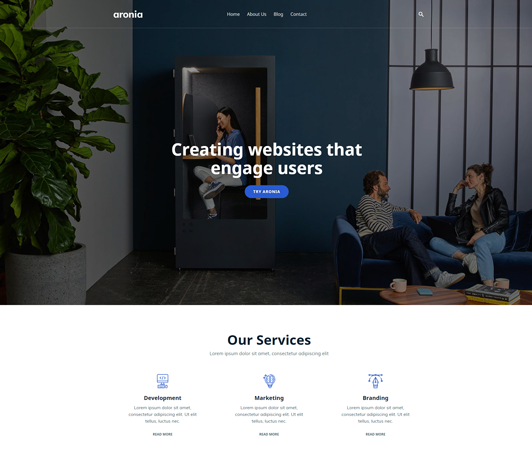 aronia
Home About Us Blog Contact
Creating websites that
engage users
TRY ARONIA
Our Services
Lorem ipsum dolor sit amet, consectetur adipiscing elit
Development
Lorem ipsum dolor sit amet,
consectetur adipiscing elit. Ut elit
tellus, luctus nec.
READ MORE
Marketing
Lorem ipsum dolor sit amet,
consectetur adipiscing elit. Ut elit
tellus, luctus nec.
READ MORE
Branding
Lorem ipsum dolor sit amet,
consectetur adipiscing elit. Ut elit
tellus, luctus nec.
READ MORE